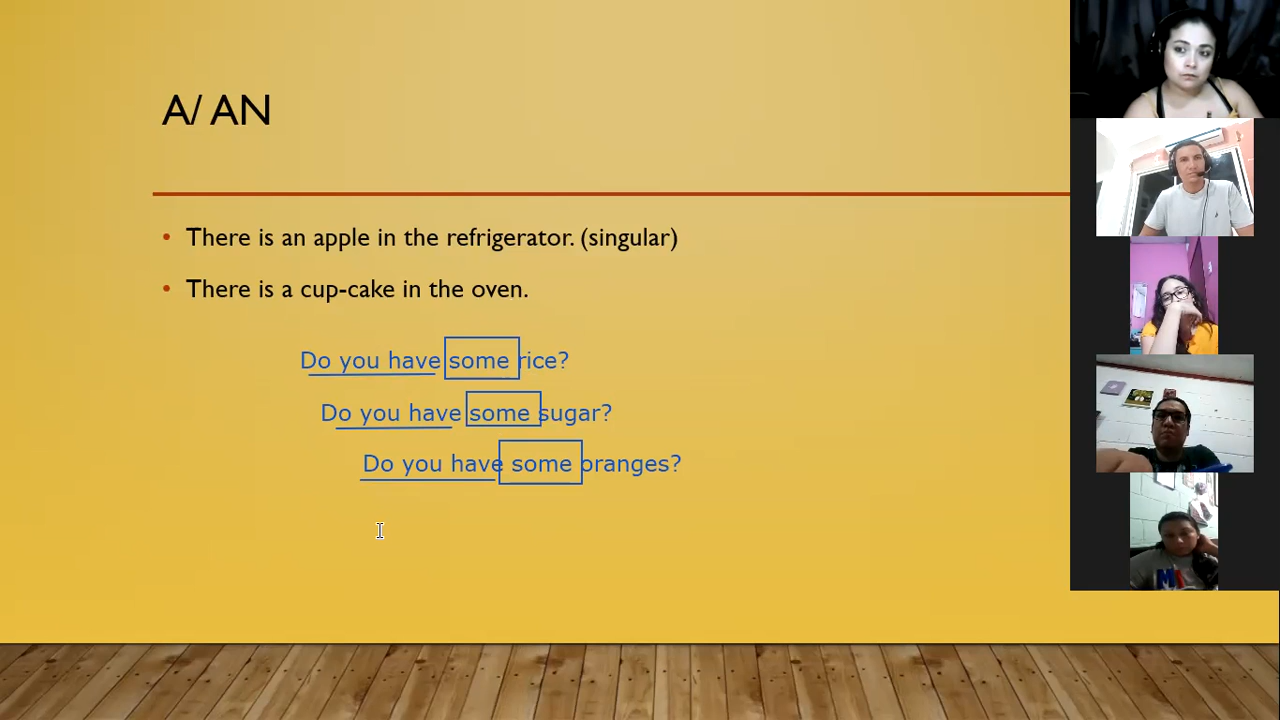 A/ AN
There is an apple in the refrigerator. (singular)
There is a cup-cake in the oven.
Do you have some rice?
Do you have some sugar?
Do you have some oranges?